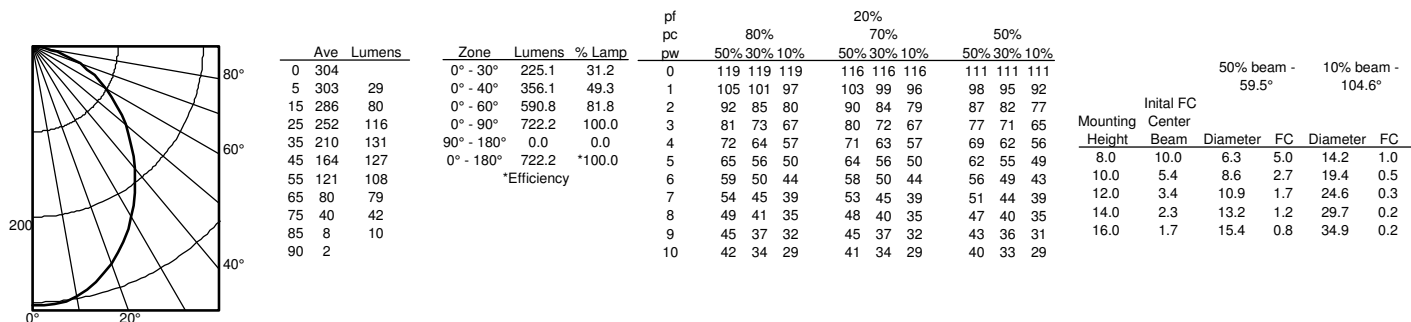 80°
60°
200
40°
0° 20°
Ave Lumens
0 304
5 303 29
15 286 80
25 252 116
35 210 131
45 164 127
55 121 108
65 80 79
75 40 42
85 8 10
90 2
Zone Lumens % Lamp
0° - 30° 225.1 31.2
0° - 40° 356.1 49.3
0° - 60° 590.8 81.8
0° - 90° 722.2 100.0
90° - 180° 0.0 0.0
0° - 180° 722.2 *100.0
*Efficiency
pf 20%
pc 80% 70% 50%
pw 50% 30% 10% 50% 30% 10% 50% 30% 10%
0 119 119 119 116 116 116 111 111 111
1 105 101 97 103 99 96 98 95 92
2 92 85 80 90 84 79 87 82 77
3 81 73 67 80 72 67 77 71 65
4 72 64 57 71 63 57 69 62 56
5 65 56 50 64 56 50 62 55 49
6 59 50 44 58 50 44 56 49 43
7 54 45 39 53 45 39 51 44 39
8 49 41 35 48 40 35 47 40 35
9 45 37 32 45 37 32 43 36 31
10 42 34 29 41 34 29 40 33 29
50% beam - 10% beam -
59.5° 104.6°
Inital FC
Mounting Center
Height Beam Diameter FC Diameter FC
8.0 10.0 6.3 5.0 14.2 1.0
10.0 5.4 8.6 2.7 19.4 0.5
12.0 3.4 10.9 1.7 24.6 0.3
14.0 2.3 13.2 1.2 29.7 0.2
16.0 1.7 15.4 0.8 34.9 0.2